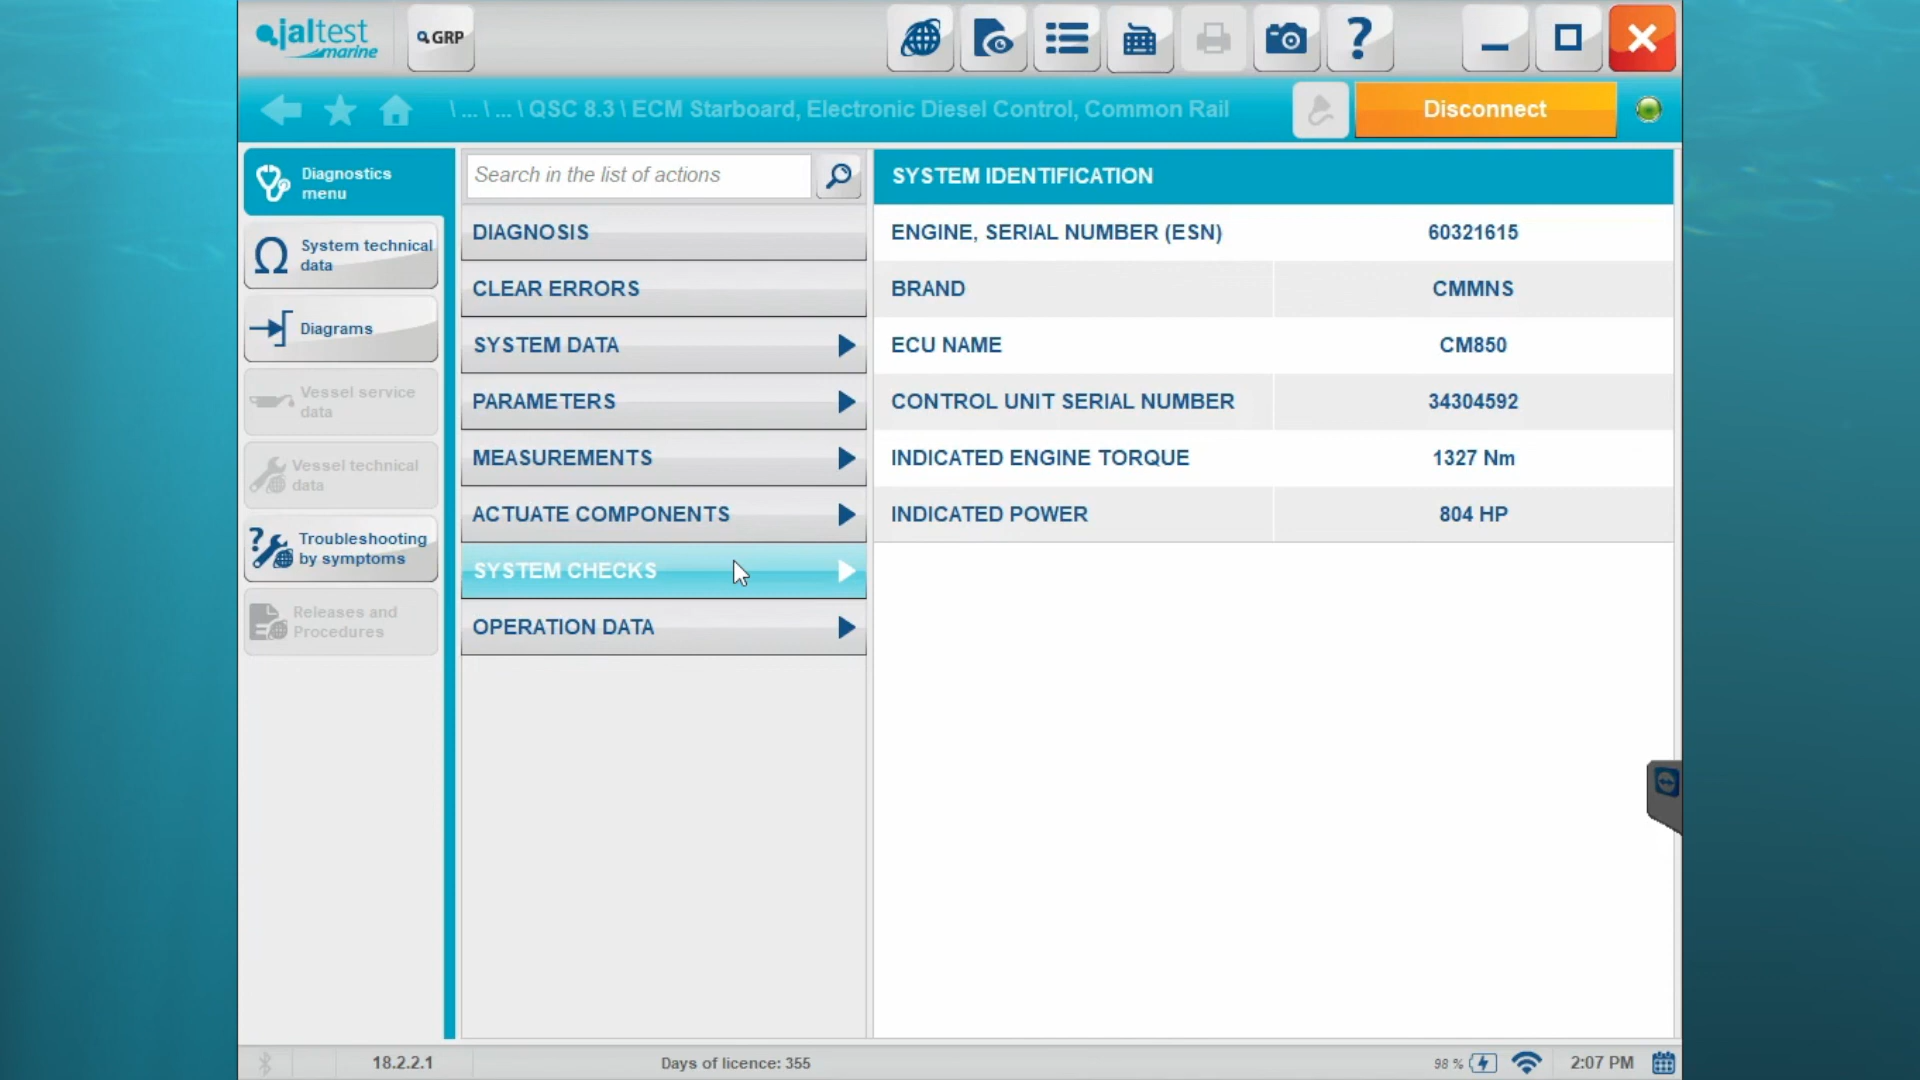 jaltest
marine
GRP
?
\ ... \ ... \ QSC 8.3 \ ECM Starboard, Electronic Diesel Control, Common Rail
Disconnect
Diagnostics
menu
System technical
data
Diagrams
Vessel service
data
Vessel technical
data
Troubleshooting
by symptoms
Releases and
Procedures
Search in the list of actions
DIAGNOSIS
CLEAR ERRORS
SYSTEM DATA
PARAMETERS
MEASUREMENTS
ACTUATE COMPONENTS
SYSTEM CHECKS
OPERATION DATA
SYSTEM IDENTIFICATION
ENGINE, SERIAL NUMBER (ESN) 60321615
BRAND CMMNS
ECU NAME CM850
CONTROL UNIT SERIAL NUMBER 34304592
INDICATED ENGINE TORQUE 1327 Nm
INDICATED POWER 804 HP
18.2.2.1 Days of licence: 355 98 % 2:07 PM